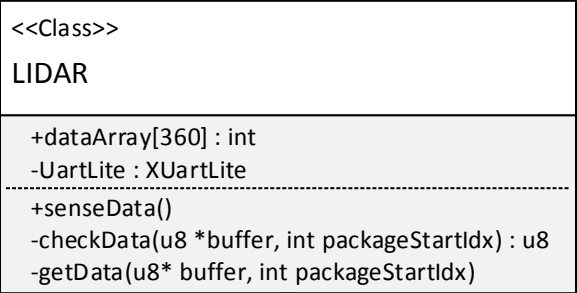 <<Class>>
LIDAR
+dataArray[360] : int
-UartLite : XUartLite
+senseData()
-checkData(u8 *buffer, int packageStartIdx) : u8
-getData(u8* buffer, int packageStartIdx)